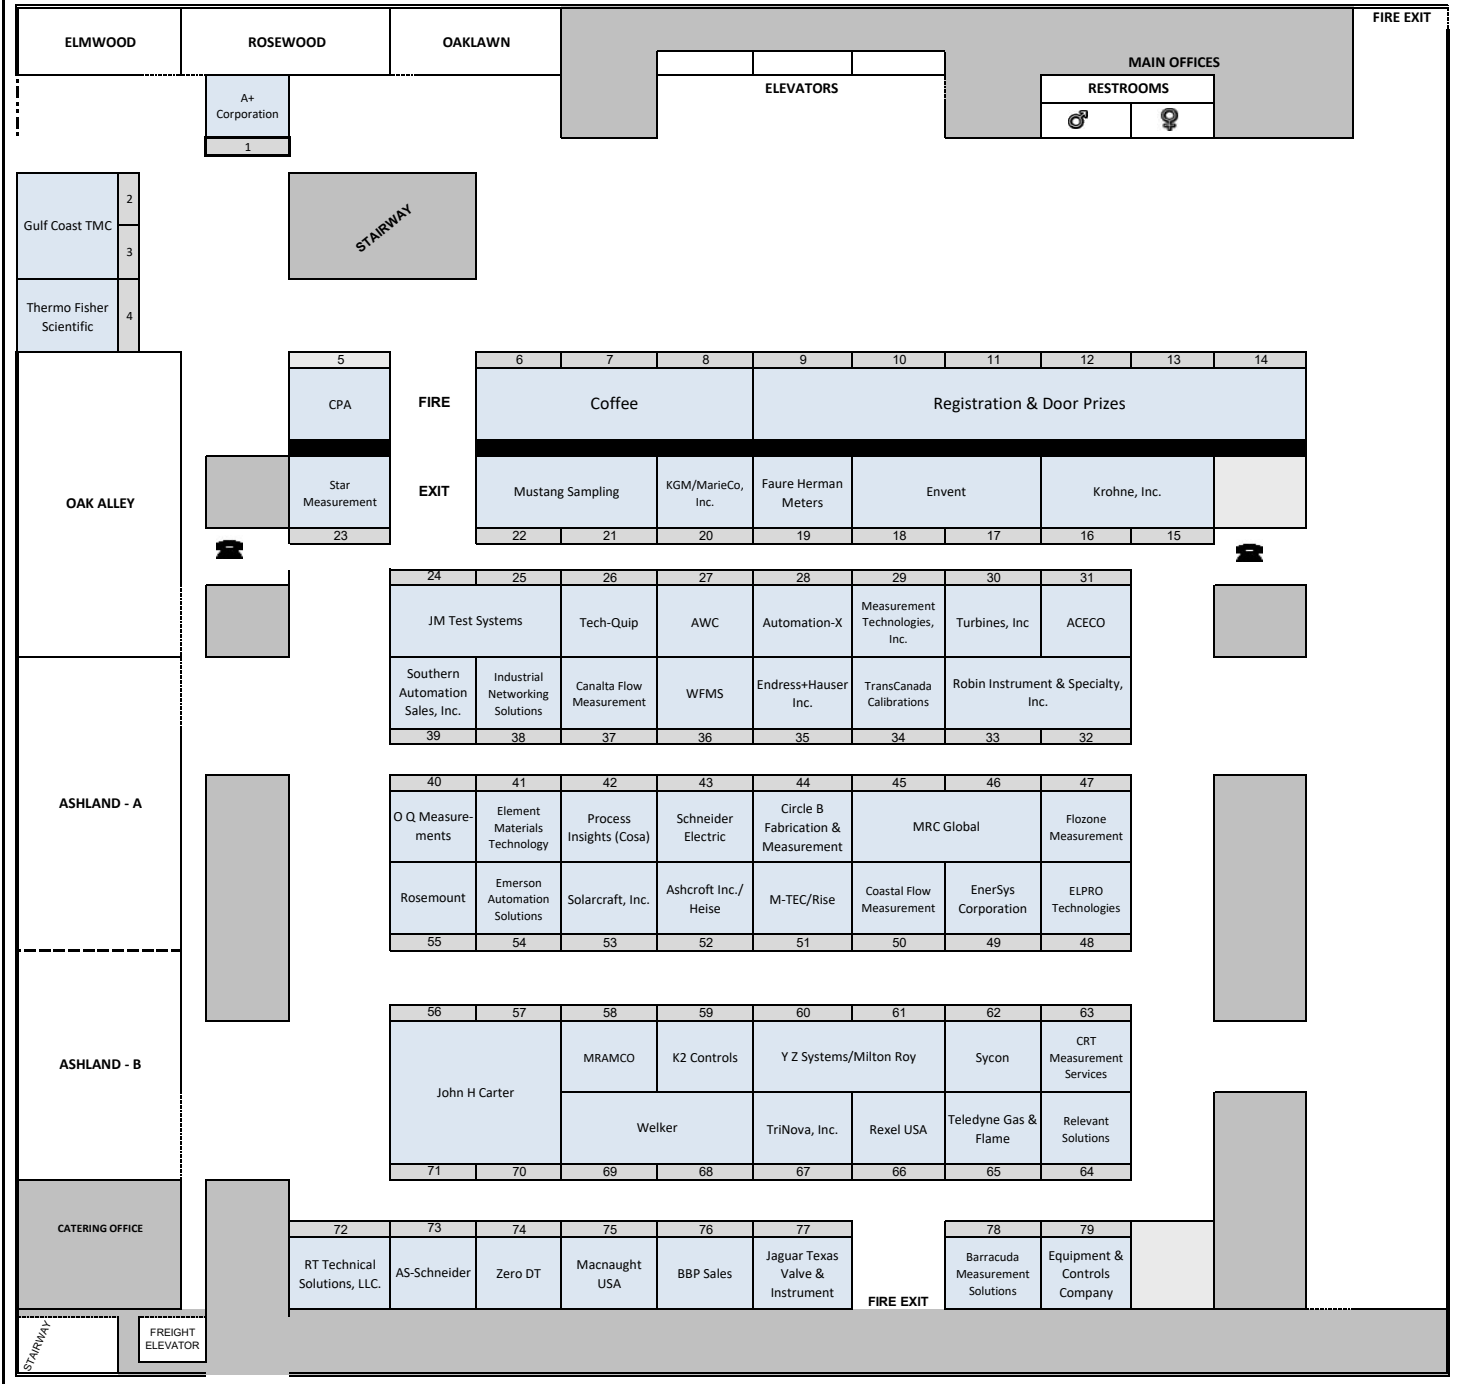 FIRE EXIT
ELMWOOD
ROSEWOOD
OAKLAWN
MAIN OFFICES
ELEVATORS
RESTROOMS
A+
Corporation
1
Gulf Coast TMC
2
3
STAIRWAY
Thermo Fisher
Scientific
4
5
6
7
8
9
10
11
12
13
14
CPA
FIRE
Coffee
Registration & Door Prizes
OAK ALLEY
Star
Measurement
EXIT
Mustang Sampling
KGM/MarieCo,
Inc.
Faure Herman
Meters
Envent
Krohne, Inc.
23
22
21
20
19
18
17
16
15
24
25
26
27
28
29
30
31
JM Test Systems
Tech-Quip
AWC
Automation-X
Measurement
Technologies,
Inc.
Turbines, Inc
ACECO
Southern
Automation
Sales, Inc.
Industrial
Networking
Solutions
Canalta Flow
Measurement
WFMS
Endress+Hauser
Inc.
TransCanada
Calibrations
Robin Instrument & Specialty,
Inc.
39
38
37
36
35
34
33
32
ASHLAND - A
40
41
42
43
44
45
46
47
O Q Measure-
ments
Element
Materials
Technology
Process
Insights (Cosa)
Schneider
Electric
Circle B
Fabrication &
Measurement
MRC Global
Flozone
Measurement
Rosemount
Emerson
Automation
Solutions
Solarcraft, Inc.
Ashcroft Inc./
Heise
M-TEC/Rise
Coastal Flow
Measurement
EnerSys
Corporation
ELPRO
Technologies
55
54
53
52
51
50
49
48
ASHLAND - B
56
57
58
59
60
61
62
63
John H Carter
MRAMCO
K2 Controls
Y Z Systems/Milton Roy
Sycon
CRT
Measurement
Services
Welker
TriNova, Inc.
Rexel USA
Teledyne Gas &
Flame
Relevant
Solutions
71
70
69
68
67
66
65
64
CATERING OFFICE
72
73
74
75
76
77
78
79
RT Technical
Solutions, LLC.
AS-Schneider
Zero DT
Macnaught
USA
BBP Sales
Jaguar Texas
Valve &
Instrument
FIRE EXIT
Barracuda
Measurement
Solutions
Equipment &
Controls
Company
STAIRWAY
FREIGHT
ELEVATOR